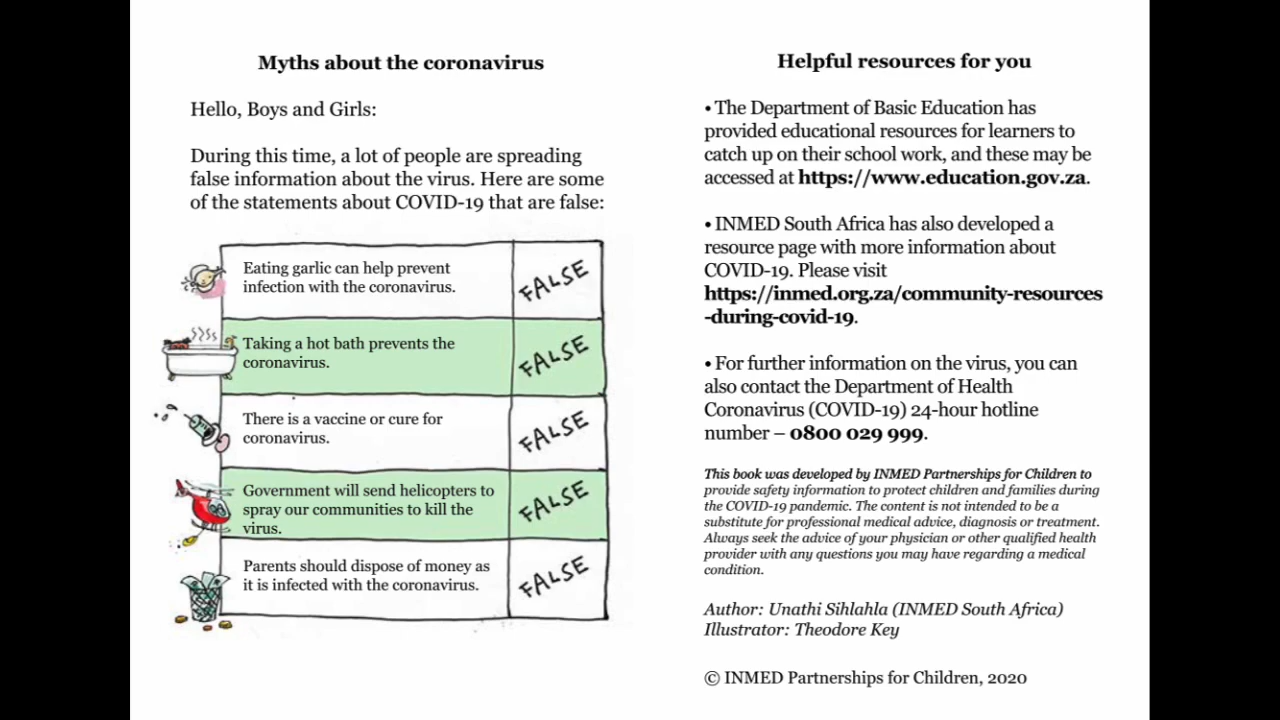 Myths about the coronavirus
Hello, Boys and Girls:
During this time, a lot of people are spreading
false information about the virus. Here are some
of the statements about COVID-19 that are false:
Eating garlic can help prevent
infection with the coronavirus.
FALSE
Taking a hot bath prevents the
coronavirus.
FALSE
There is a vaccine or cure for
coronavirus.
FALSE
Government will send helicopters to
spray our communities to kill the
virus.
FALSE
Parents should dispose of money as
it is infected with the coronavirus.
FALSE
Helpful resources for you
• The Department of Basic Education has
provided educational resources for learners to
catch up on their school work, and these may be
accessed at https://www.education.gov.za.
• INMED South Africa has also developed a
resource page with more information about
COVID-19. Please visit
https://inmed.org.za/community-resources
-during-covid-19.
• For further information on the virus, you can
also contact the Department of Health
Coronavirus (COVID-19) 24-hour hotline
number – 0800 029 999.
This book was developed by INMED Partnerships for Children to
provide safety information to protect children and families during
the COVID-19 pandemic. The content is not intended to be a
substitute for professional medical advice, diagnosis or treatment.
Always seek the advice of your physician or other qualified health
provider with any questions you may have regarding a medical
condition.
Author: Unathi Sihlahla (INMED South Africa)
Illustrator: Theodore Key
© INMED Partnerships for Children, 2020